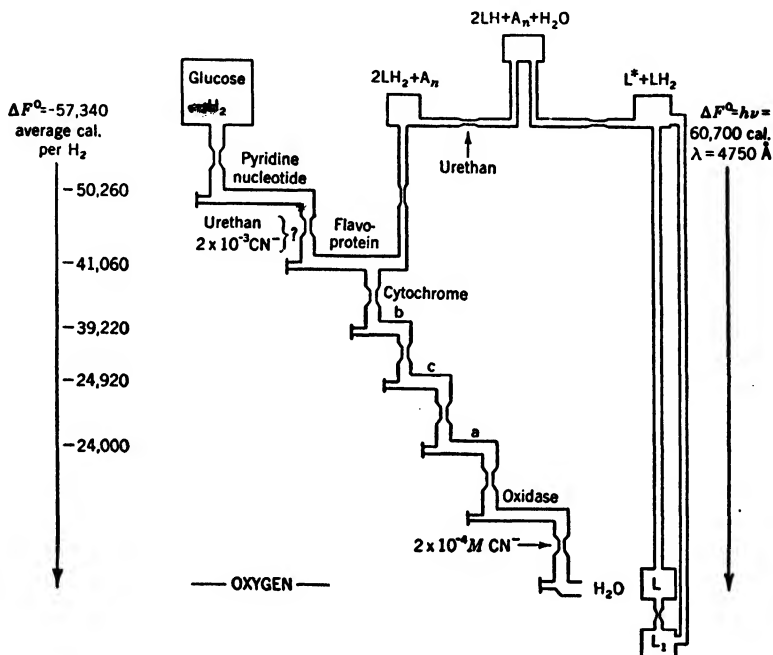 2LH+Aₙ+H₂O
Glucose
H₂
2LH₂+Aₙ
L*+LH₂
ΔF⁰=-57,340
average cal.
per H₂
ΔF⁰=hν=
60,700 cal.
λ=4750 Å
Urethan
Pyridine
nucleotide
-50,260
Urethan
2 x 10⁻³CN⁻
?
Flavo-
protein
-41,060
Cytochrome
b
-39,220
c
-24,920
a
-24,000
Oxidase
2 x 10⁻⁴M CN⁻
OXYGEN
H₂O
L
L₁